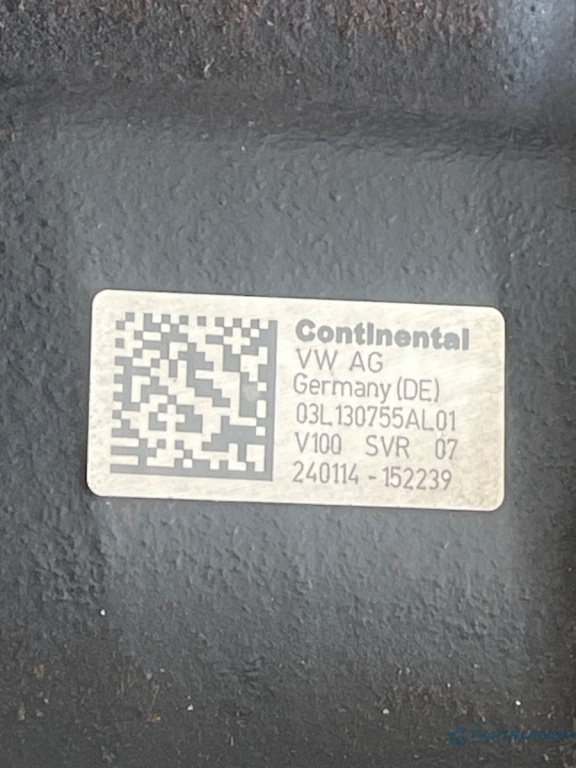 Continental
VW AG
Germany (DE)
03L130755AL01
V100 SVR 07
240114 - 152239